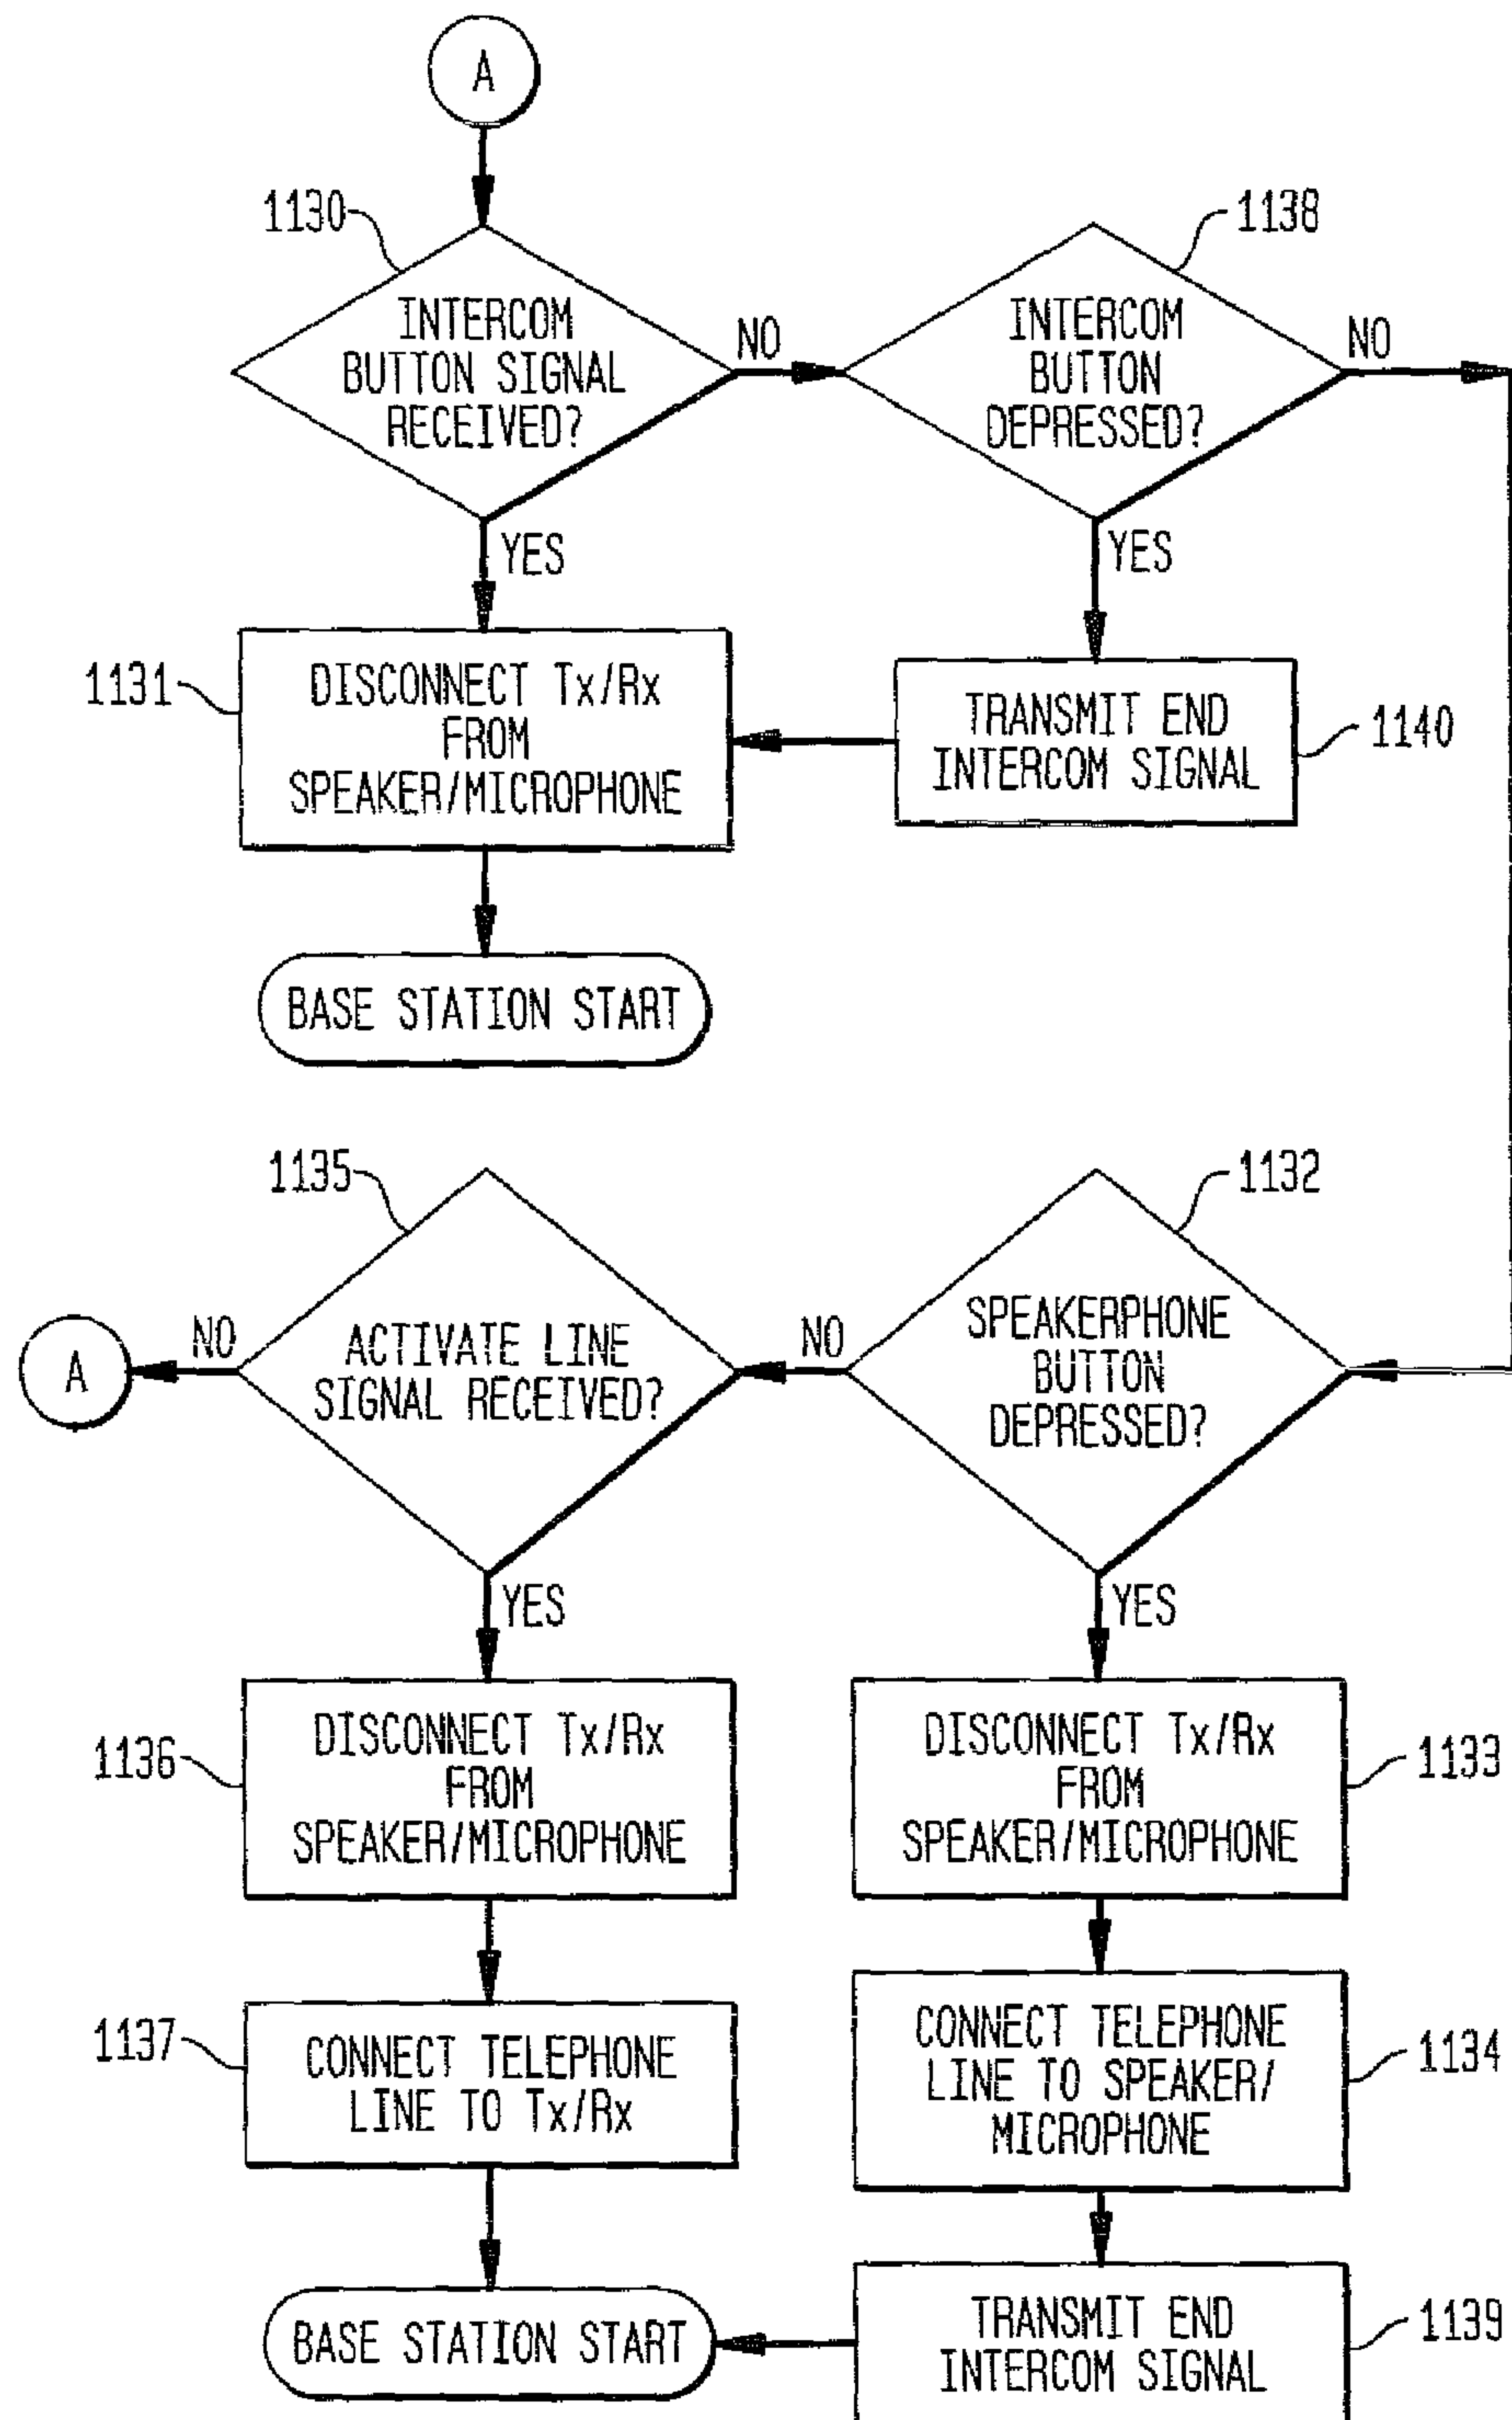 A
1130
INTERCOM
BUTTON SIGNAL
RECEIVED?
NO
YES
1138
INTERCOM
BUTTON
DEPRESSED?
NO
YES
1131
DISCONNECT Tx/Rx
FROM
SPEAKER/MICROPHONE
TRANSMIT END
INTERCOM SIGNAL
1140
BASE STATION START
1135
ACTIVATE LINE
SIGNAL RECEIVED?
NO
A
YES
1132
SPEAKERPHONE
BUTTON
DEPRESSED?
NO
YES
1136
DISCONNECT Tx/Rx
FROM
SPEAKER/MICROPHONE
DISCONNECT Tx/Rx
FROM
SPEAKER/MICROPHONE
1133
1137
CONNECT TELEPHONE
LINE TO Tx/Rx
CONNECT TELEPHONE
LINE TO SPEAKER/
MICROPHONE
1134
BASE STATION START
TRANSMIT END
INTERCOM SIGNAL
1139